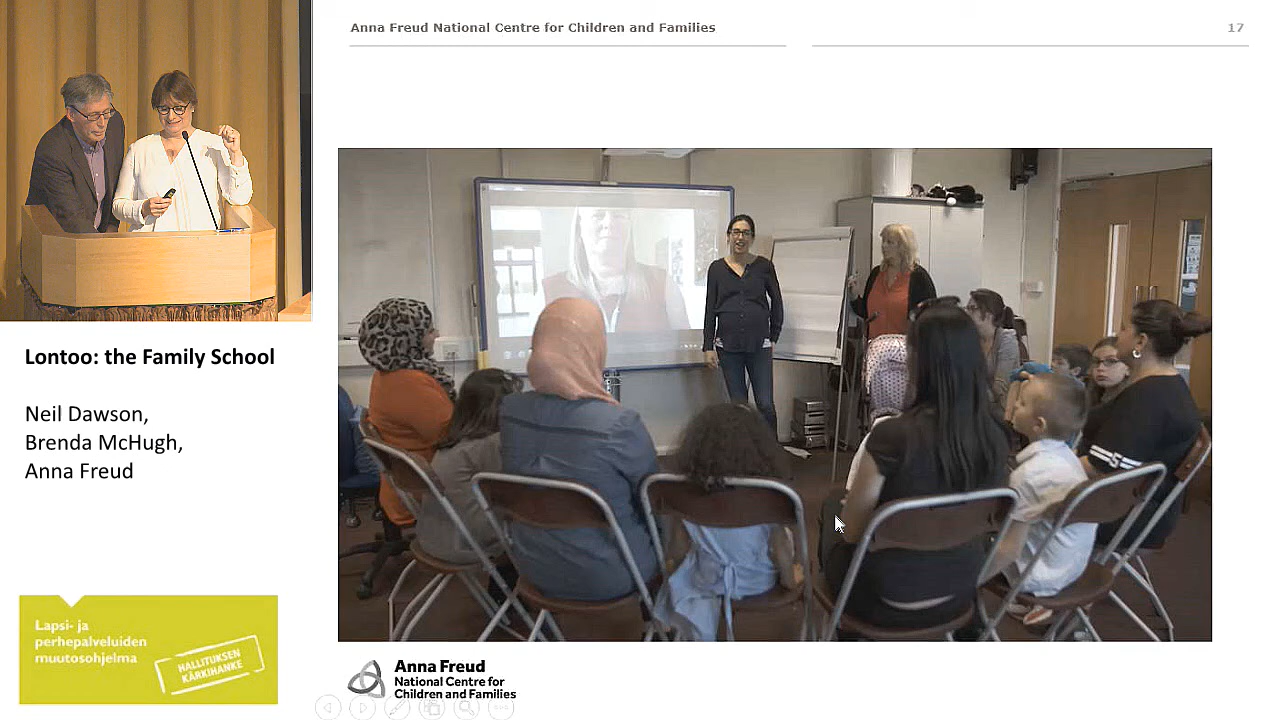 Anna Freud National Centre for Children and Families
17
Lontoo: the Family School
Neil Dawson,
Brenda McHugh,
Anna Freud
Lapsi- ja
perhepalveluiden
muutosohjelma
HALLITUKSEN
KÄRKIHANKE
5
Anna Freud
National Centre for
Children and Families